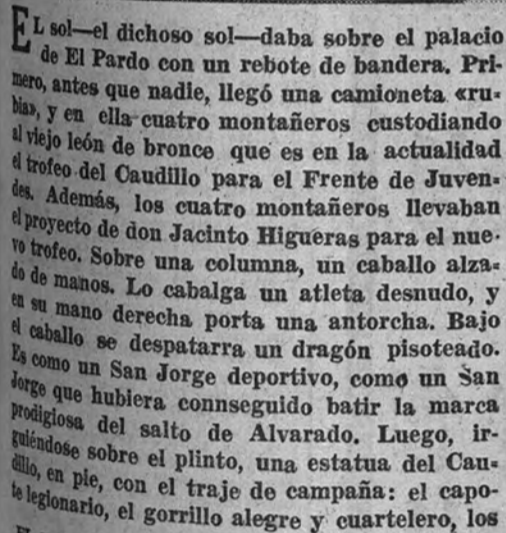 EL sol—el dichoso sol—daba sobre el palacio
de El Pardo con un rebote de bandera. Pri-
mero, antes que nadie, llegó una camioneta «ru-
bia», y en ella cuatro montañeros custodiando
al viejo león de bronce que es en la actualidad
el trofeo del Caudillo para el Frente de Juven-
des. Además, los cuatro montañeros llevaban
el proyecto de don Jacinto Higueras para el nue-
vo trofeo. Sobre una columna, un caballo alza-
do de manos. Lo cabalga un atleta desnudo, y
en su mano derecha porta una antorcha. Bajo
el caballo se despatarra un dragón pisoteado.
Es como un San Jorge deportivo, como un San
Jorge que hubiera connseguido batir la marca
prodigiosa del salto de Alvarado. Luego, ir-
guiéndose sobre el plinto, una estatua del Cau-
dillo, en pie, con el traje de campaña: el capo-
te legionario, el gorrillo alegre y cuartelero, los